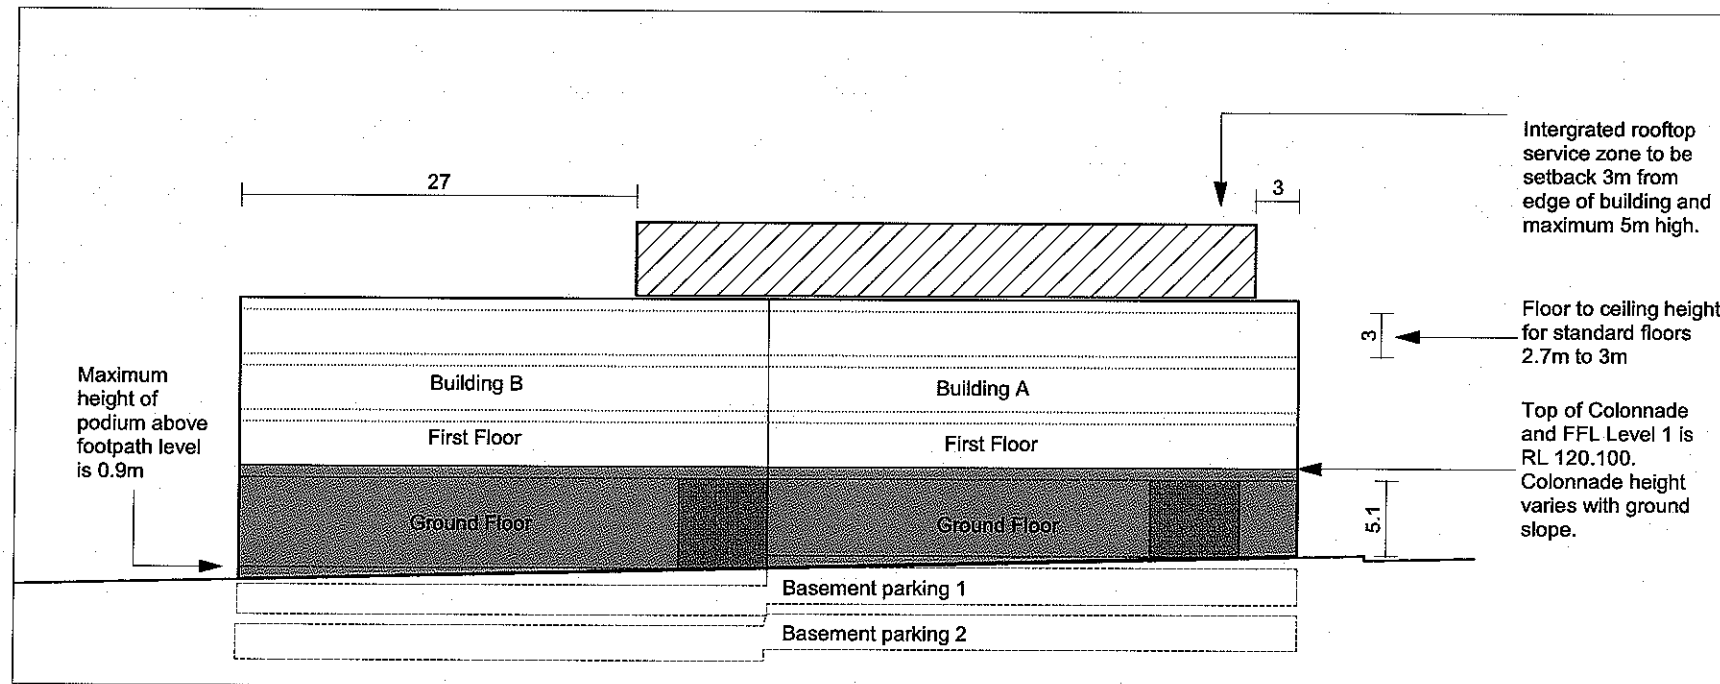 Intergrated rooftop
service zone to be
setback 3m from
edge of building and
maximum 5m high.
27
3
Floor to ceiling height
for standard floors
2.7m to 3m
3
Maximum
height of
podium above
footpath level
is 0.9m
Building B
Building A
First Floor
First Floor
Top of Colonnade
and FFL Level 1 is
RL 120.100.
Colonnade height
varies with ground
slope.
5.1
Ground Floor
Ground Floor
Basement parking 1
Basement parking 2